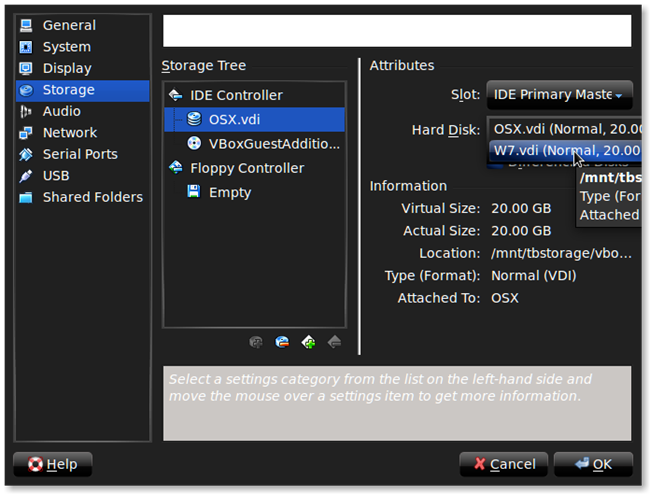 General
System
Display
Storage
Audio
Network
Serial Ports
USB
Shared Folders
Storage Tree
IDE Controller
OSX.vdi
VBoxGuestAdditio...
Floppy Controller
Empty
Attributes
Slot: IDE Primary Maste
Hard Disk: OSX.vdi (Normal, 20.00
W7.vdi (Normal, 20.00
Differencing Disks
/mnt/tbs
Type (For
Attached
Information
Virtual Size: 20.00 GB
Actual Size: 20.00 GB
Location: /mnt/tbstorage/vbo...
Type (Format): Normal (VDI)
Attached To: OSX
Select a settings category from the list on the left-hand side and
move the mouse over a settings item to get more information.
Help
Cancel
OK